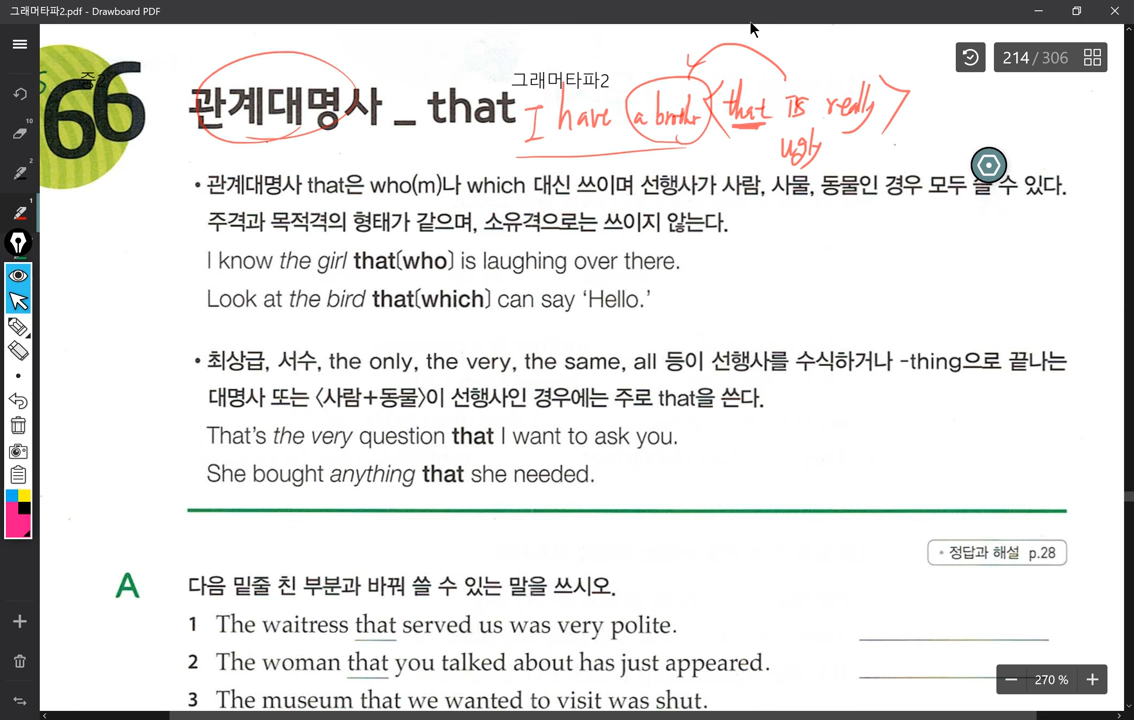 그래머타파2.pdf - Drawboard PDF
214 / 306
66
그래머타파2
관계대명사 _ that
I have a brother that is really
ugly
• 관계대명사 that은 who(m)나 which 대신 쓰이며 선행사가 사람, 사물, 동물인 경우 모두 쓸 수 있다.
주격과 목적격의 형태가 같으며, 소유격으로는 쓰이지 않는다.
I know the girl that(who) is laughing over there.
Look at the bird that(which) can say ‘Hello.’
• 최상급, 서수, the only, the very, the same, all 등이 선행사를 수식하거나 -thing으로 끝나는
대명사 또는 〈사람+동물〉이 선행사인 경우에는 주로 that을 쓴다.
That’s the very question that I want to ask you.
She bought anything that she needed.
• 정답과 해설 p.28
A 다음 밑줄 친 부분과 바꿔 쓸 수 있는 말을 쓰시오.
1 The waitress that served us was very polite.
2 The woman that you talked about has just appeared.
3 The museum that we wanted to visit was shut.
270 %
10
2
1